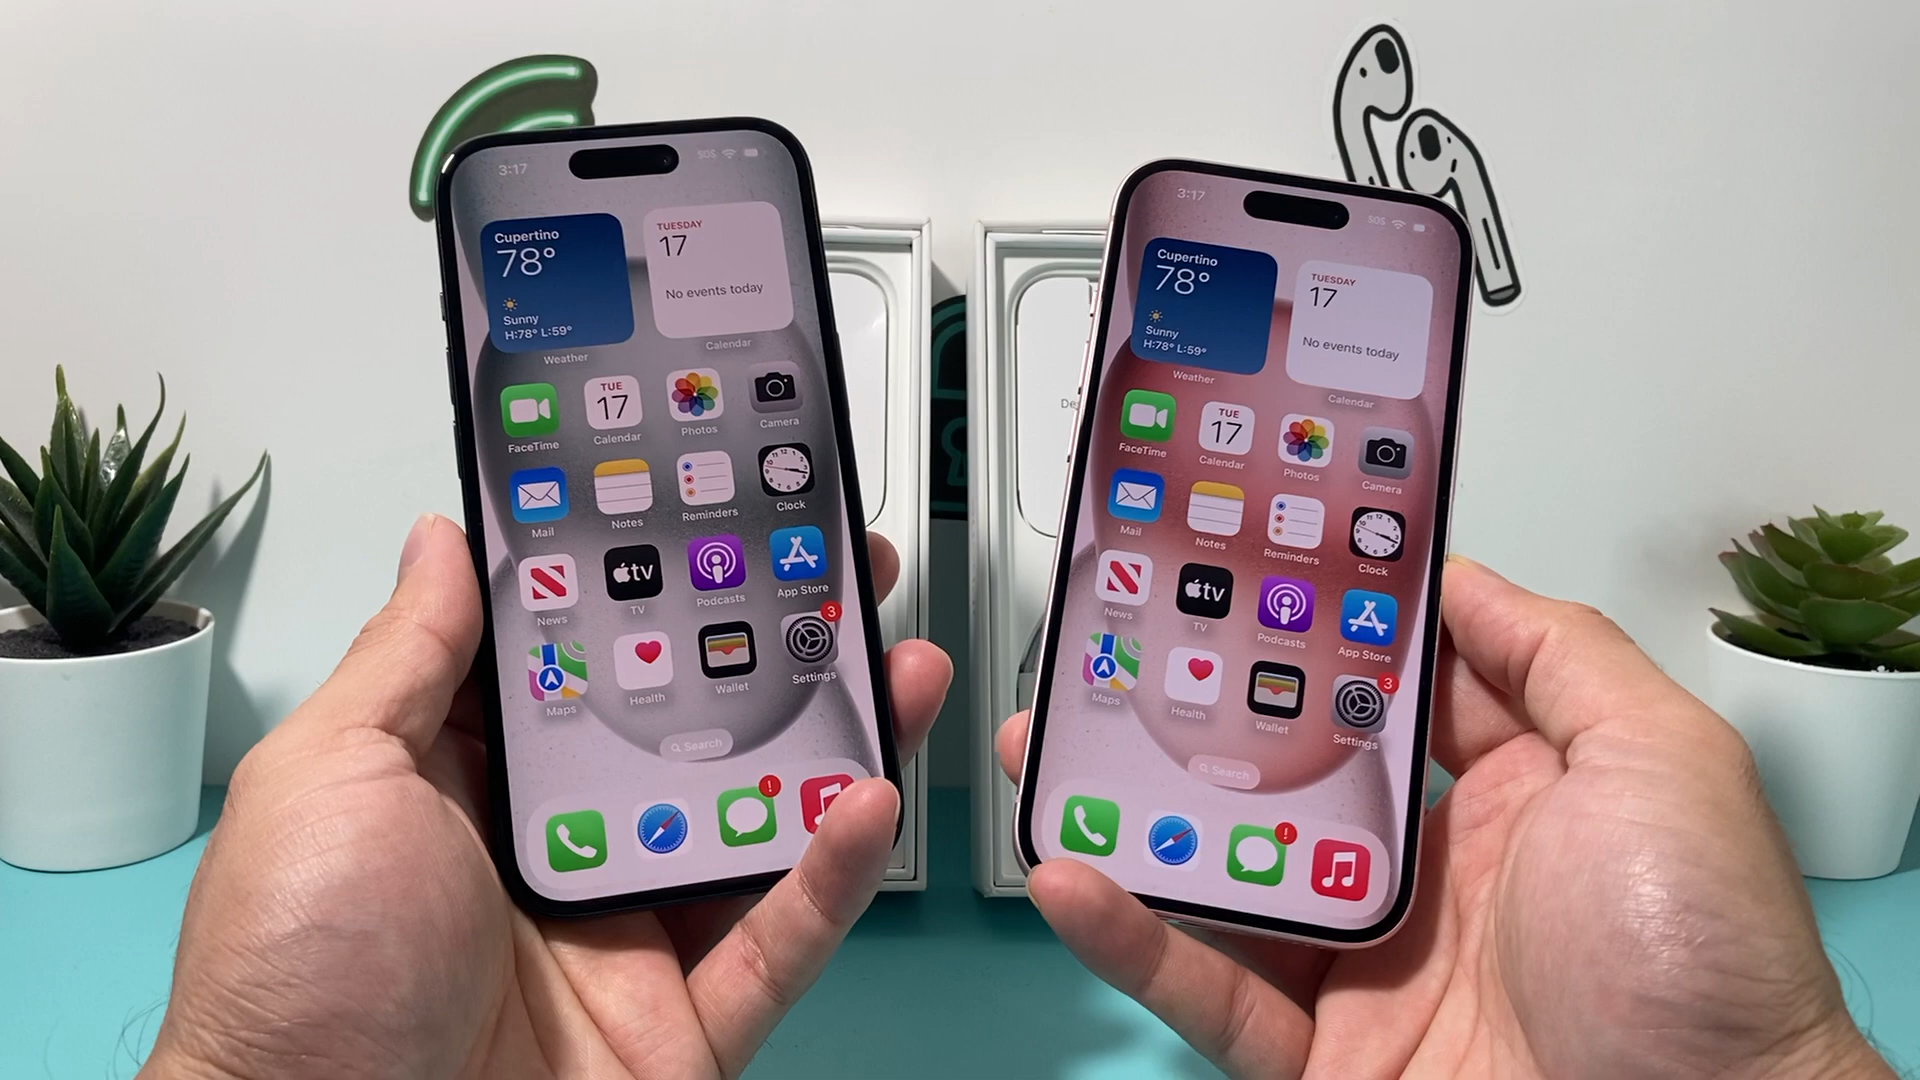 3:17
SOS
Cupertino
78°
Sunny
H:78° L:59°
Weather
TUESDAY
17
No events today
Calendar
FaceTime
TUE
17
Calendar
Photos
Camera
Mail
Notes
Reminders
Clock
News
tv
TV
Podcasts
App Store
3
Maps
Health
Wallet
Settings
Search
!
3:17
SOS
Cupertino
78°
Sunny
H:78° L:59°
Weather
TUESDAY
17
No events today
Calendar
FaceTime
TUE
17
Calendar
Photos
Camera
Mail
Notes
Reminders
Clock
News
tv
TV
Podcasts
App Store
3
Maps
Health
Wallet
Settings
Search
!